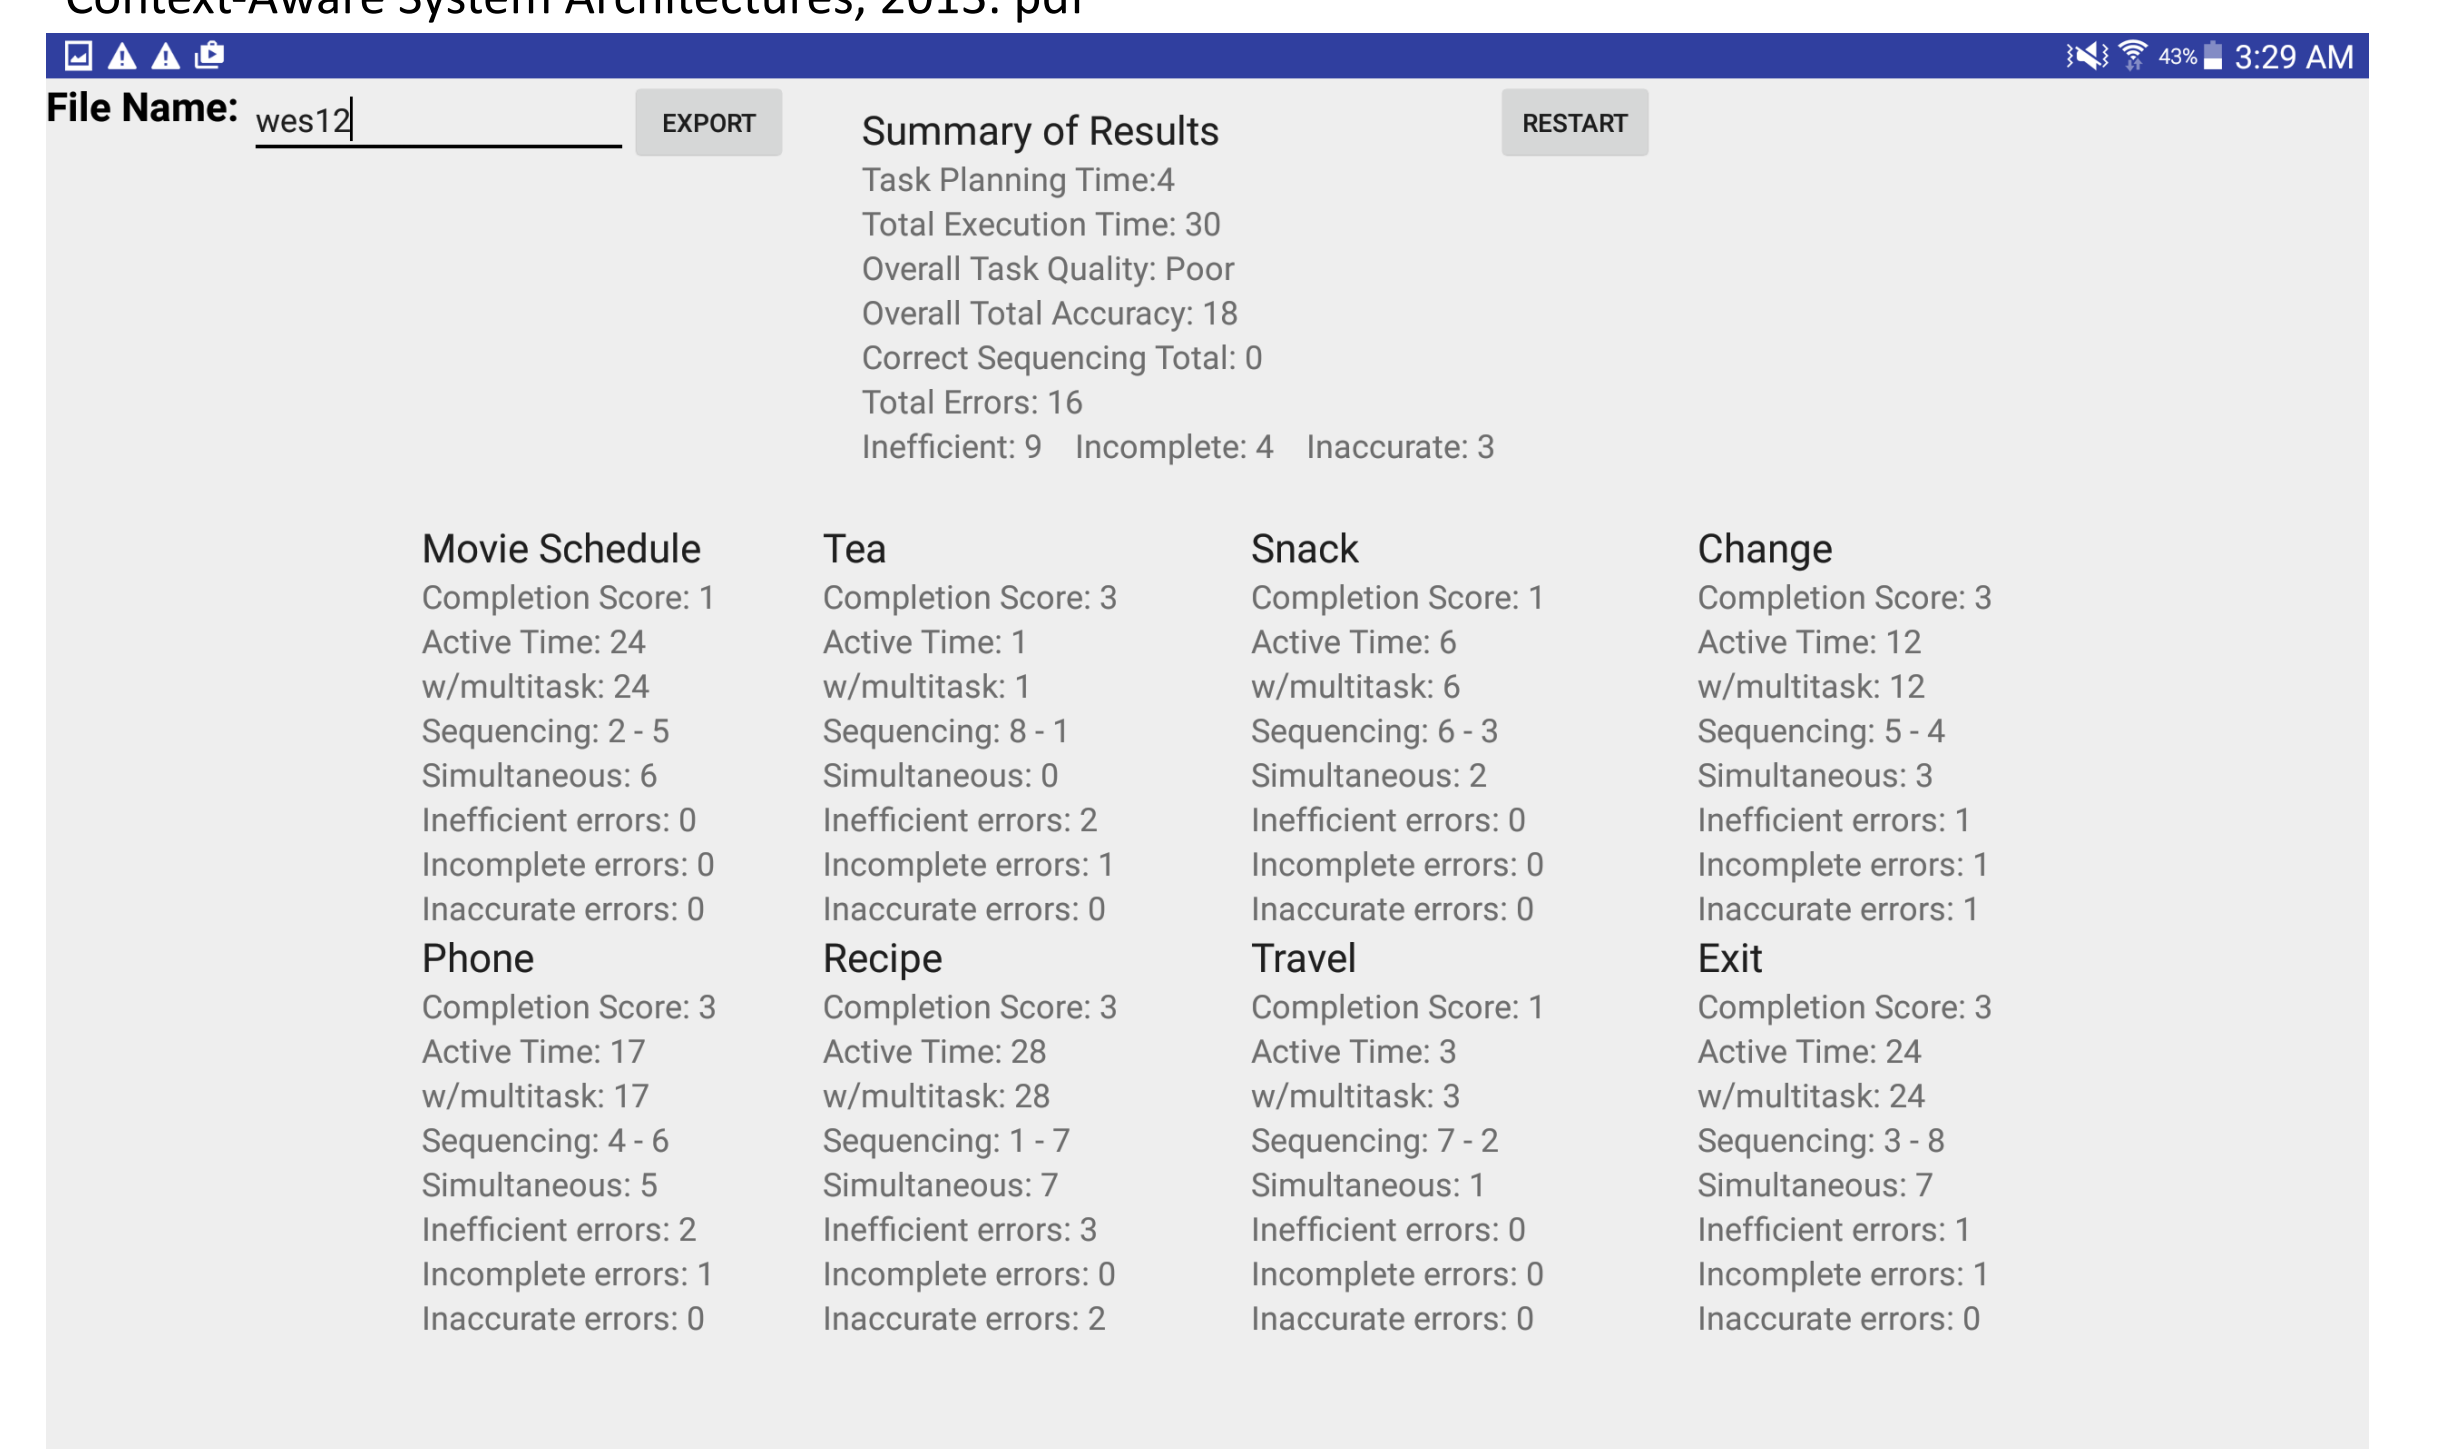 Context-Aware System Architectures, 2013. pdf
43% 3:29 AM
File Name: wes12 EXPORT
Summary of Results
RESTART
Task Planning Time:4
Total Execution Time: 30
Overall Task Quality: Poor
Overall Total Accuracy: 18
Correct Sequencing Total: 0
Total Errors: 16
Inefficient: 9 Incomplete: 4 Inaccurate: 3
Movie Schedule
Completion Score: 1
Active Time: 24
w/multitask: 24
Sequencing: 2 - 5
Simultaneous: 6
Inefficient errors: 0
Incomplete errors: 0
Inaccurate errors: 0
Tea
Completion Score: 3
Active Time: 1
w/multitask: 1
Sequencing: 8 - 1
Simultaneous: 0
Inefficient errors: 2
Incomplete errors: 1
Inaccurate errors: 0
Snack
Completion Score: 1
Active Time: 6
w/multitask: 6
Sequencing: 6 - 3
Simultaneous: 2
Inefficient errors: 0
Incomplete errors: 0
Inaccurate errors: 0
Change
Completion Score: 3
Active Time: 12
w/multitask: 12
Sequencing: 5 - 4
Simultaneous: 3
Inefficient errors: 1
Incomplete errors: 1
Inaccurate errors: 1
Phone
Completion Score: 3
Active Time: 17
w/multitask: 17
Sequencing: 4 - 6
Simultaneous: 5
Inefficient errors: 2
Incomplete errors: 1
Inaccurate errors: 0
Recipe
Completion Score: 3
Active Time: 28
w/multitask: 28
Sequencing: 1 - 7
Simultaneous: 7
Inefficient errors: 3
Incomplete errors: 0
Inaccurate errors: 2
Travel
Completion Score: 1
Active Time: 3
w/multitask: 3
Sequencing: 7 - 2
Simultaneous: 1
Inefficient errors: 0
Incomplete errors: 0
Inaccurate errors: 0
Exit
Completion Score: 3
Active Time: 24
w/multitask: 24
Sequencing: 3 - 8
Simultaneous: 7
Inefficient errors: 1
Incomplete errors: 1
Inaccurate errors: 0